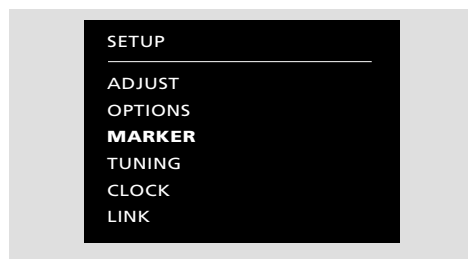 SETUP
ADJUST
OPTIONS
MARKER
TUNING
CLOCK
LINK